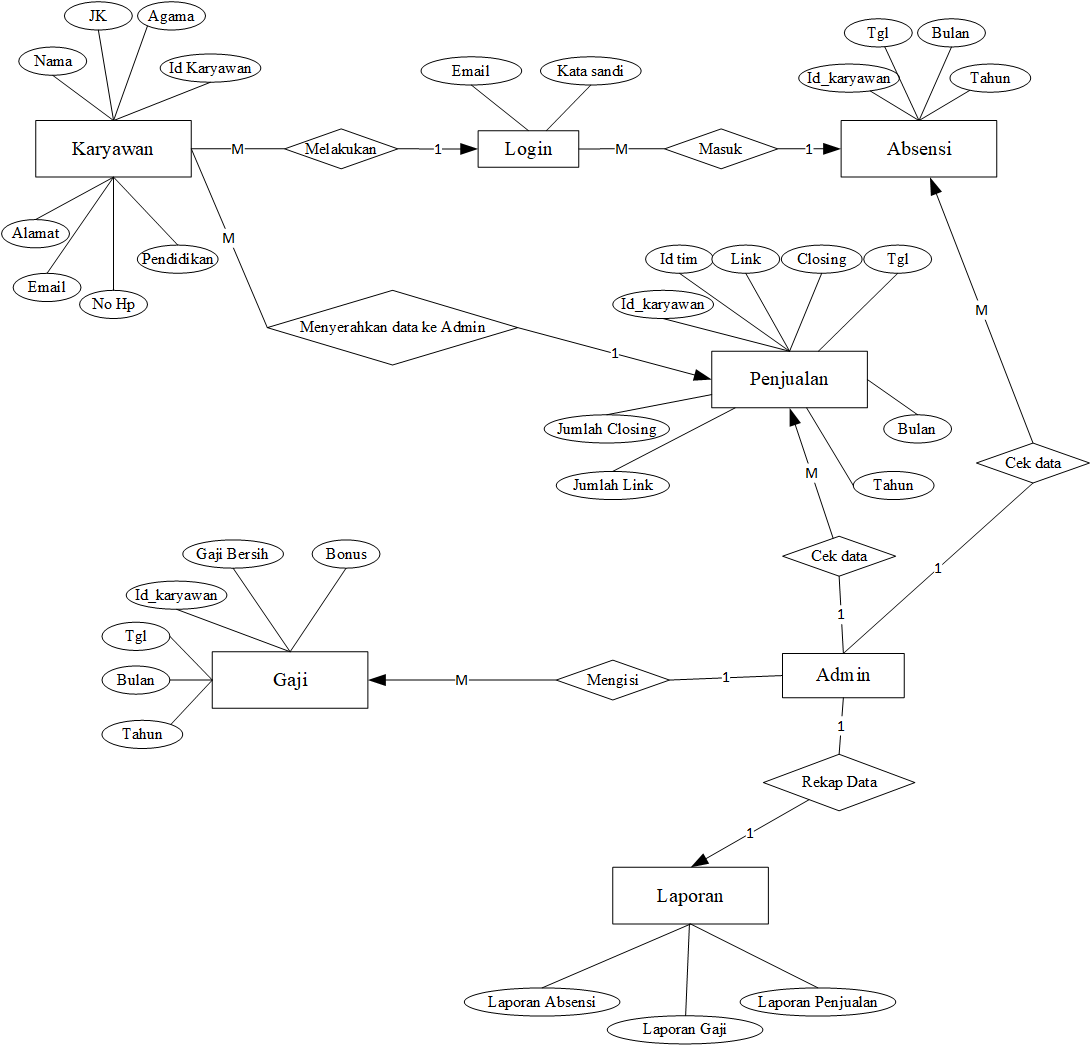 JK
Agama
Nama
Id Karyawan
Karyawan
Alamat
Email
No Hp
Pendidikan
M
Melakukan
1
Email
Kata sandi
Login
M
Masuk
1
Tgl
Bulan
Id_karyawan
Tahun
Absensi
M
Menyerahkan data ke Admin
1
Id tim
Link
Closing
Tgl
Id_karyawan
Penjualan
Jumlah Closing
Jumlah Link
Bulan
Tahun
M
Cek data
1
M
Cek data
1
Gaji Bersih
Bonus
Id_karyawan
Tgl
Bulan
Tahun
Gaji
M
Mengisi
1
Admin
1
Rekap Data
1
Laporan
Laporan Absensi
Laporan Gaji
Laporan Penjualan